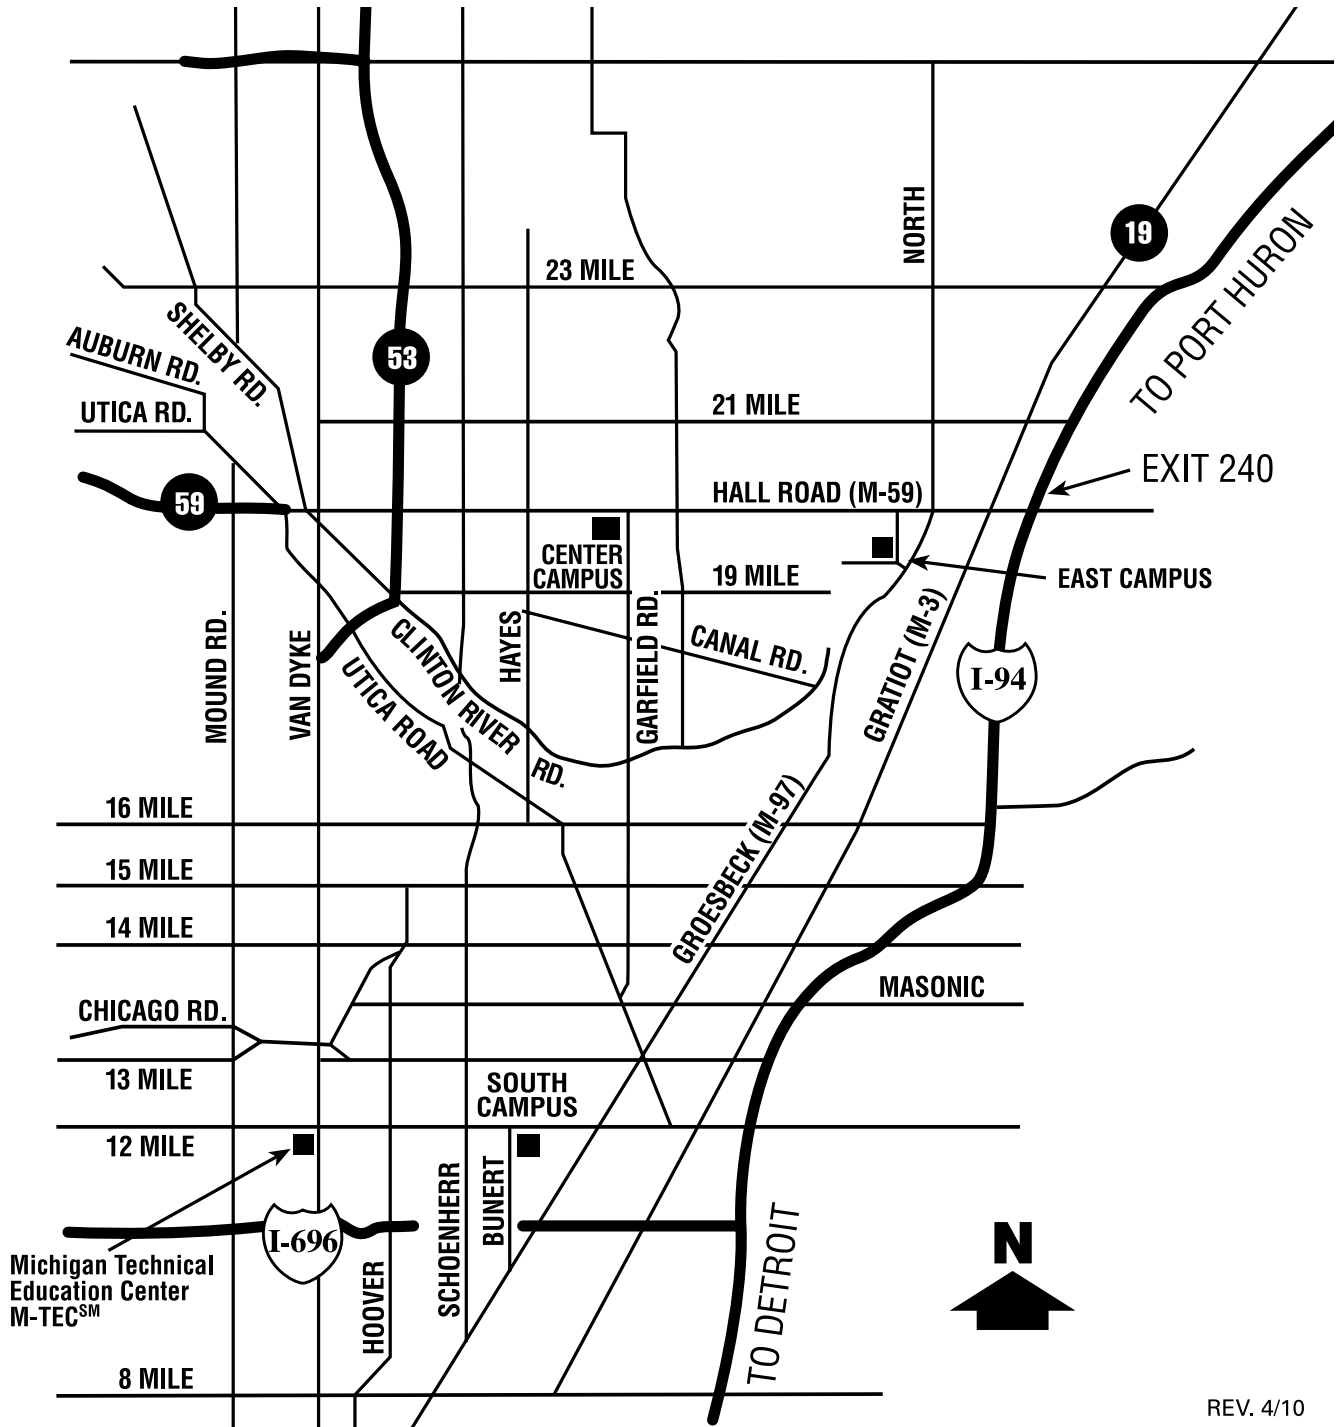 NORTH
19
23 MILE
TO PORT HURON
SHELBY RD.
AUBURN RD.
53
UTICA RD.
21 MILE
EXIT 240
59
HALL ROAD (M-59)
CENTER
CAMPUS
19 MILE
EAST CAMPUS
MOUND RD.
VAN DYKE
UTICA ROAD
CLINTON RIVER
RD.
HAYES
GARFIELD RD.
CANAL RD.
GRATIOT (M-3)
I-94
16 MILE
GROESBECK (M-97)
15 MILE
14 MILE
MASONIC
CHICAGO RD.
13 MILE
SOUTH
CAMPUS
12 MILE
SCHOENHERR
BUNERT
I-696
HOOVER
Michigan Technical
Education Center
M-TEC℠
TO DETROIT
N
8 MILE
REV. 4/10